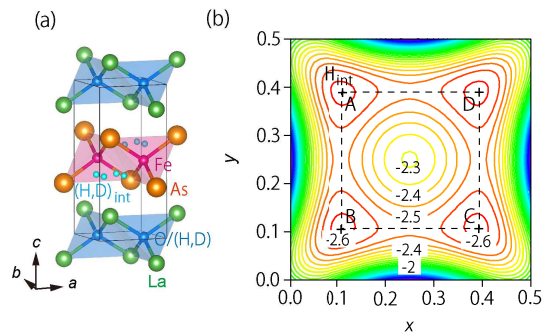 (a)
Fe
As
(H,D)int
O/(H,D)
La
c
b
a
(b)
0.5
0.4
0.3
0.2
0.1
0.0
y
Hint
A
D
B
C
-2.3
-2.4
-2.5
-2.6
-2.6
-2.4
-2
0.0
0.1
0.2
0.3
0.4
0.5
x